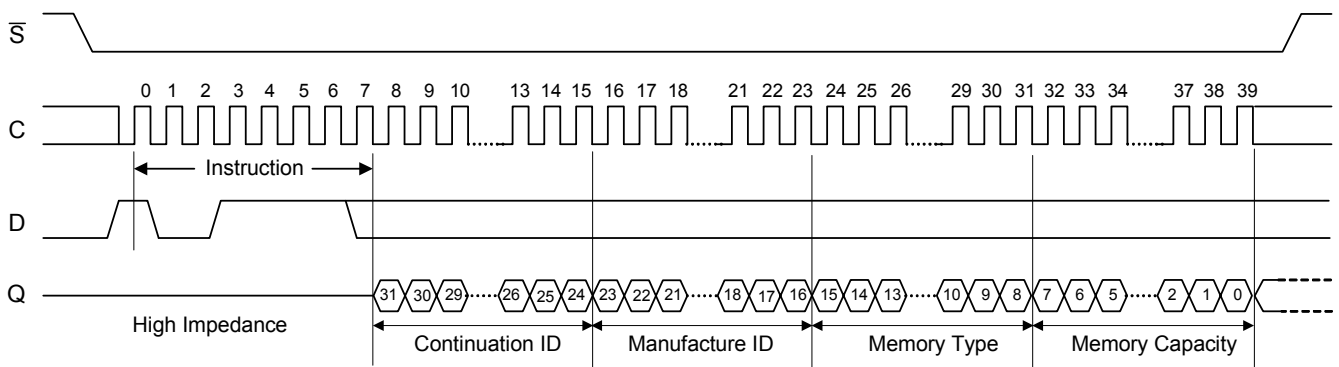 S
0 1 2 3 4 5 6 7 8 9 10 13 14 15 16 17 18 21 22 23 24 25 26 29 30 31 32 33 34 37 38 39
C
Instruction
D
Q
31 30 29 26 25 24 23 22 21 18 17 16 15 14 13 10 9 8 7 6 5 2 1 0
High Impedance
Continuation ID Manufacture ID Memory Type Memory Capacity